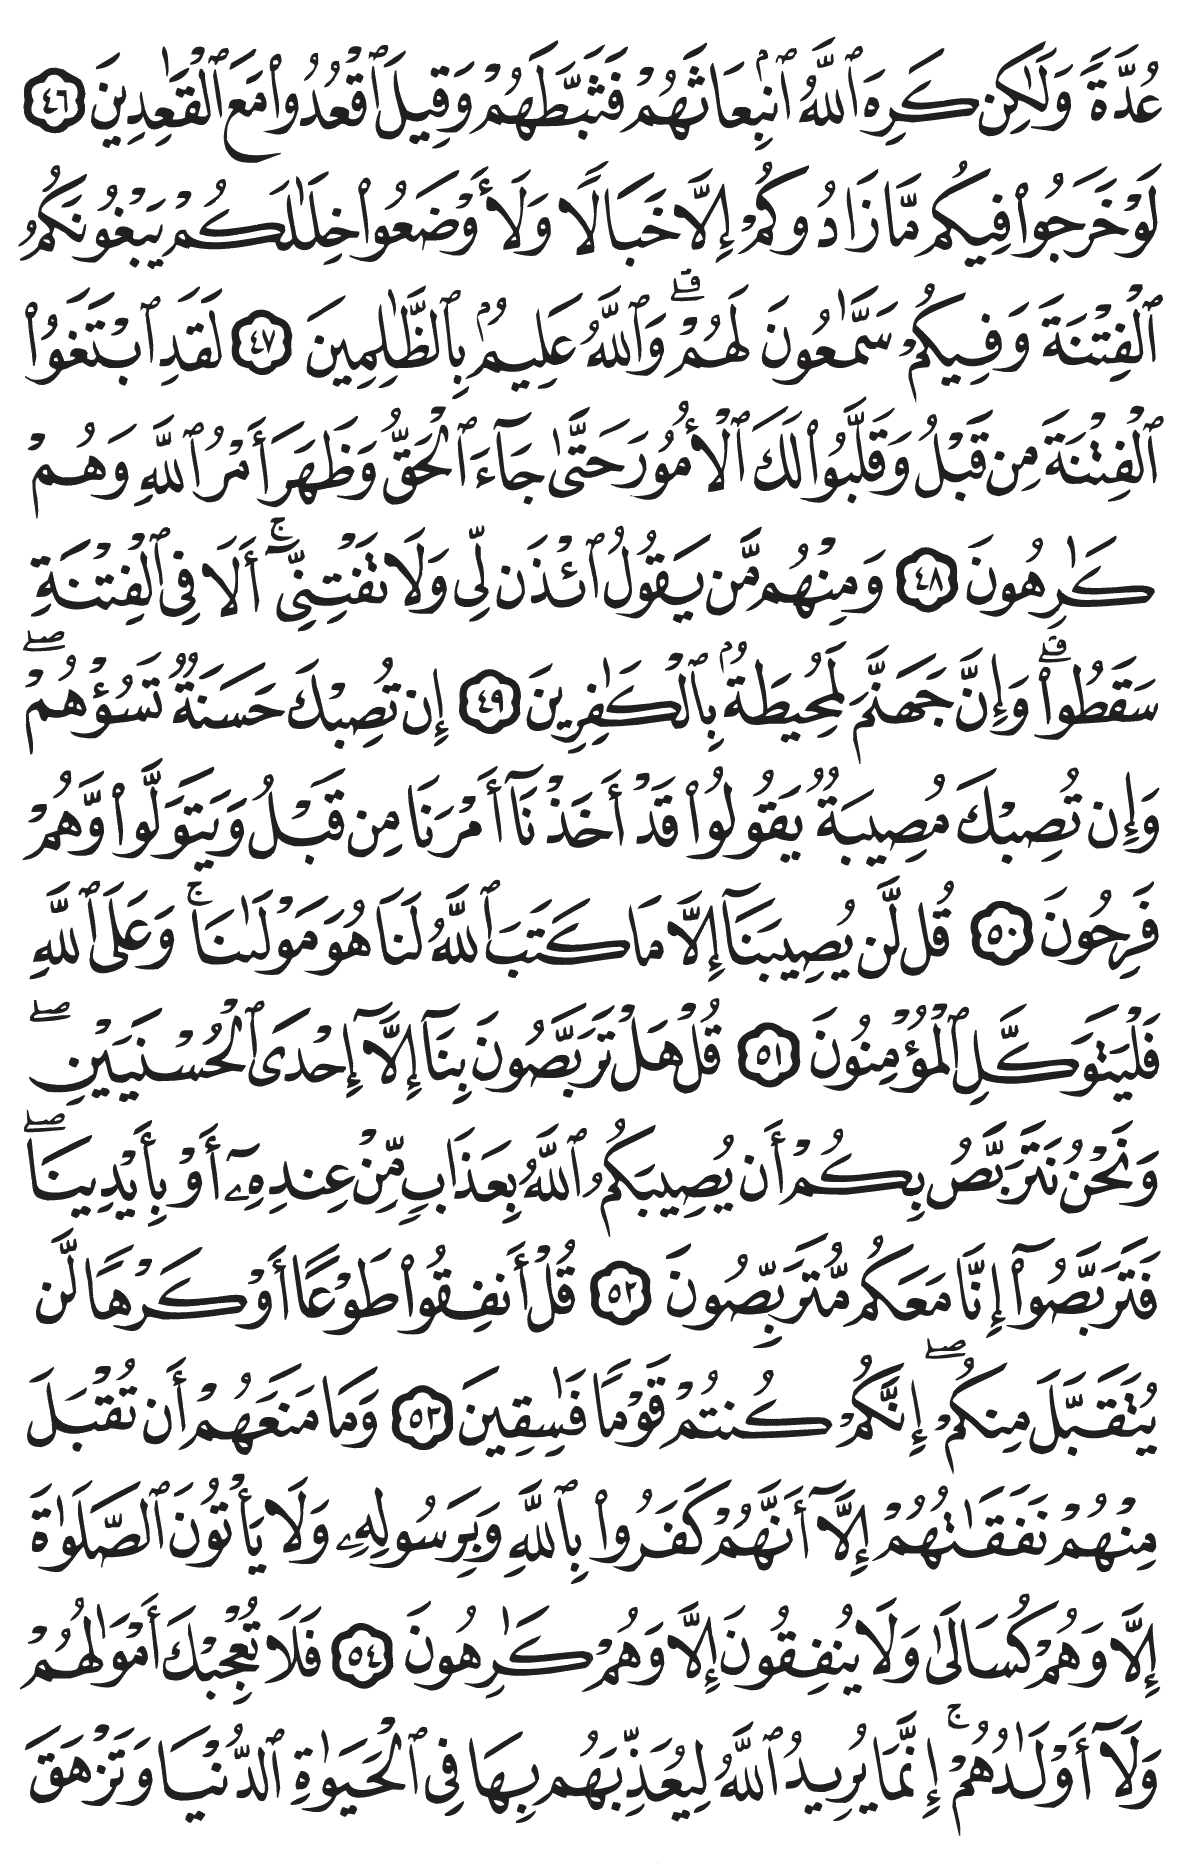 عُدَّةً وَلَٰكِن كَرِهَ ٱللَّهُ ٱنۢبِعَاثَهُمْ فَثَبَّطَهُمْ وَقِيلَ ٱقْعُدُوا۟ مَعَ ٱلْقَٰعِدِينَ ٤٦
لَوْ خَرَجُوا۟ فِيكُم مَّا زَادُوكُمْ إِلَّا خَبَالًا وَلَأَوْضَعُوا۟ خِلَٰلَكُمْ يَبْغُونَكُمُ
ٱلْفِتْنَةَ وَفِيكُمْ سَمَّٰعُونَ لَهُمْ ۗ وَٱللَّهُ عَلِيمٌۢ بِٱلظَّٰلِمِينَ ٤٧ لَقَدِ ٱبْتَغَوُا۟
ٱلْفِتْنَةَ مِن قَبْلُ وَقَلَّبُوا۟ لَكَ ٱلْأُمُورَ حَتَّىٰ جَآءَ ٱلْحَقُّ وَظَهَرَ أَمْرُ ٱللَّهِ وَهُمْ
كَٰرِهُونَ ٤٨ وَمِنْهُم مَّن يَقُولُ ٱئْذَن لِّى وَلَا تَفْتِنِّىٓ ۚ أَلَا فِى ٱلْفِتْنَةِ
سَقَطُوا۟ ۗ وَإِنَّ جَهَنَّمَ لَمُحِيطَةٌۢ بِٱلْكَٰفِرِينَ ٤٩ إِن تُصِبْكَ حَسَنَةٌ تَسُؤْهُمْ ۖ
وَإِن تُصِبْكَ مُصِيبَةٌ يَقُولُوا۟ قَدْ أَخَذْنَآ أَمْرَنَا مِن قَبْلُ وَيَتَوَلَّوا۟ وَّهُمْ
فَرِحُونَ ٥٠ قُل لَّن يُصِيبَنَآ إِلَّا مَا كَتَبَ ٱللَّهُ لَنَا هُوَ مَوْلَىٰنَا ۚ وَعَلَى ٱللَّهِ
فَلْيَتَوَكَّلِ ٱلْمُؤْمِنُونَ ٥١ قُلْ هَلْ تَرَبَّصُونَ بِنَآ إِلَّآ إِحْدَى ٱلْحُسْنَيَيْنِ ۖ
وَنَحْنُ نَتَرَبَّصُ بِكُمْ أَن يُصِيبَكُمُ ٱللَّهُ بِعَذَابٍ مِّنْ عِندِهِۦٓ أَوْ بِأَيْدِينَا ۖ
فَتَرَبَّصُوٓا۟ إِنَّا مَعَكُم مُّتَرَبِّصُونَ ٥٢ قُلْ أَنفِقُوا۟ طَوْعًا أَوْ كَرْهًا لَّن
يُتَقَبَّلَ مِنكُمْ ۖ إِنَّكُمْ كُنتُمْ قَوْمًا فَٰسِقِينَ ٥٣ وَمَا مَنَعَهُمْ أَن تُقْبَلَ
مِنْهُمْ نَفَقَٰتُهُمْ إِلَّآ أَنَّهُمْ كَفَرُوا۟ بِٱللَّهِ وَبِرَسُولِهِۦ وَلَا يَأْتُونَ ٱلصَّلَوٰةَ
إِلَّا وَهُمْ كُسَالَىٰ وَلَا يُنفِقُونَ إِلَّا وَهُمْ كَٰرِهُونَ ٥٤ فَلَا تُعْجِبْكَ أَمْوَٰلُهُمْ
وَلَآ أَوْلَٰدُهُمْ ۚ إِنَّمَا يُرِيدُ ٱللَّهُ لِيُعَذِّبَهُم بِهَا فِى ٱلْحَيَوٰةِ ٱلدُّنْيَا وَتَزْهَقَ